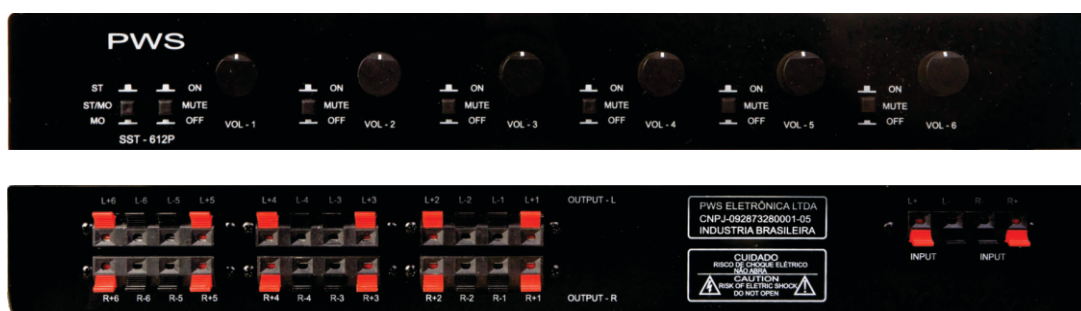 PWS
ST ON ON ON ON ON ON
ST/MO MUTE MUTE MUTE MUTE MUTE MUTE
MO OFF VOL - 1 OFF VOL - 2 OFF VOL - 3 OFF VOL - 4 OFF VOL - 5 OFF VOL - 6
SST - 612P
L+6 L-6 L-5 L+5 L+4 L-4 L-3 L+3 L+2 L-2 L-1 L+1 OUTPUT - L
R+6 R-6 R-5 R+5 R+4 R-4 R-3 R+3 R+2 R-2 R-1 R+1 OUTPUT - R
PWS ELETRÔNICA LTDA
CNPJ-092873280001-05
INDUSTRIA BRASILEIRA
CUIDADO
RISCO DE CHOQUE ELÉTRICO
NÃO ABRA
CAUTION
RISK OF ELETRIC SHOCK
DO NOT OPEN
L+ L- R- R+
INPUT INPUT